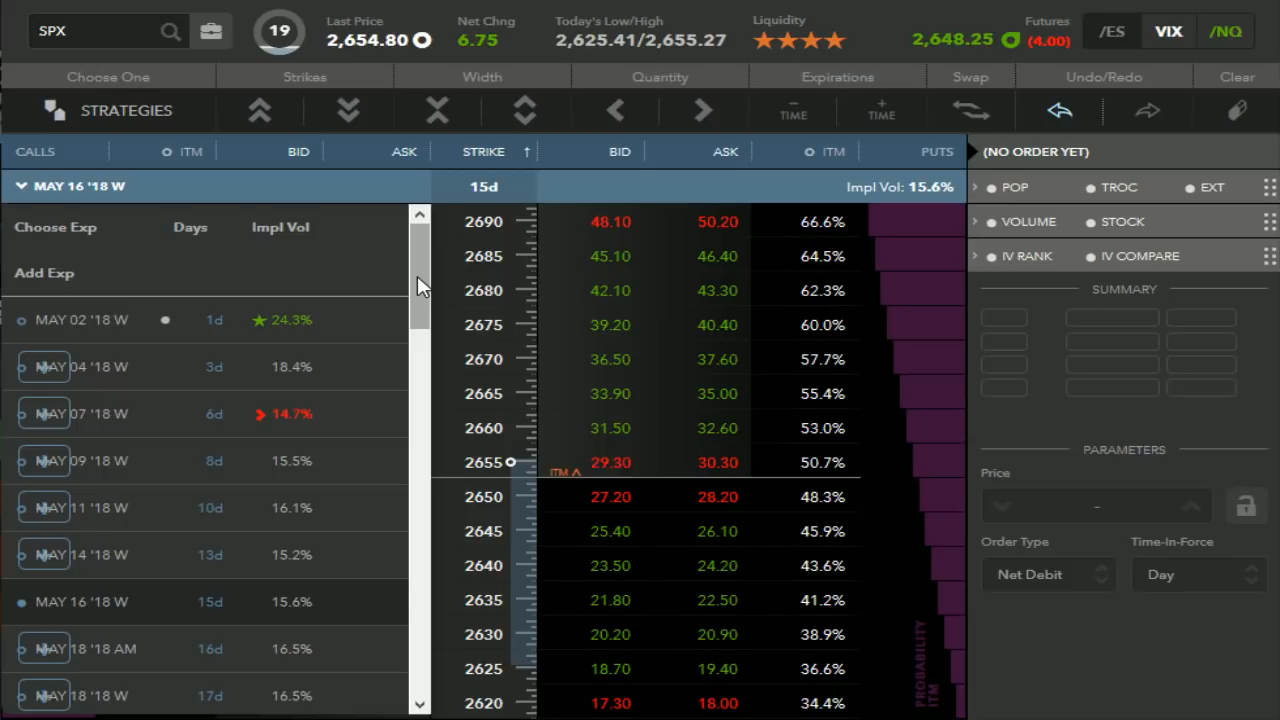 SPX 19 Last Price Net Chng Today's Low/High Liquidity Futures /ES VIX /NQ
2,654.80 6.75 2,625.41/2,655.27 2,648.25 (4.00)
Choose One Strikes Width Quantity Expirations Swap Undo/Redo Clear
STRATEGIES − TIME + TIME
CALLS ITM BID ASK STRIKE ↑ BID ASK ITM PUTS (NO ORDER YET)
MAY 16 '18 W 15d Impl Vol: 15.6% POP TROC EXT
Choose Exp Days Impl Vol 2690 48.10 50.20 66.6% VOLUME STOCK
2685 45.10 46.40 64.5% IV RANK IV COMPARE
Add Exp 2680 42.10 43.30 62.3% SUMMARY
MAY 02 '18 W 1d 24.3% 2675 39.20 40.40 60.0%
MAY 04 '18 W 3d 18.4% 2670 36.50 37.60 57.7%
2665 33.90 35.00 55.4%
MAY 07 '18 W 6d 14.7% 2660 31.50 32.60 53.0% PARAMETERS
MAY 09 '18 W 8d 15.5% 2655 ITM 29.30 30.30 50.7% Price
MAY 11 '18 W 10d 16.1% 2650 27.20 28.20 48.3% -
2645 25.40 26.10 45.9% Order Type Time-In-Force
MAY 14 '18 W 13d 15.2% 2640 23.50 24.20 43.6% Net Debit Day
MAY 16 '18 W 15d 15.6% 2635 21.80 22.50 41.2%
MAY 18 '18 AM 16d 16.5% 2630 20.20 20.90 38.9%
2625 18.70 19.40 36.6%
MAY 18 '18 W 17d 16.5% 2620 17.30 18.00 34.4%
PROBABILITY
ITM